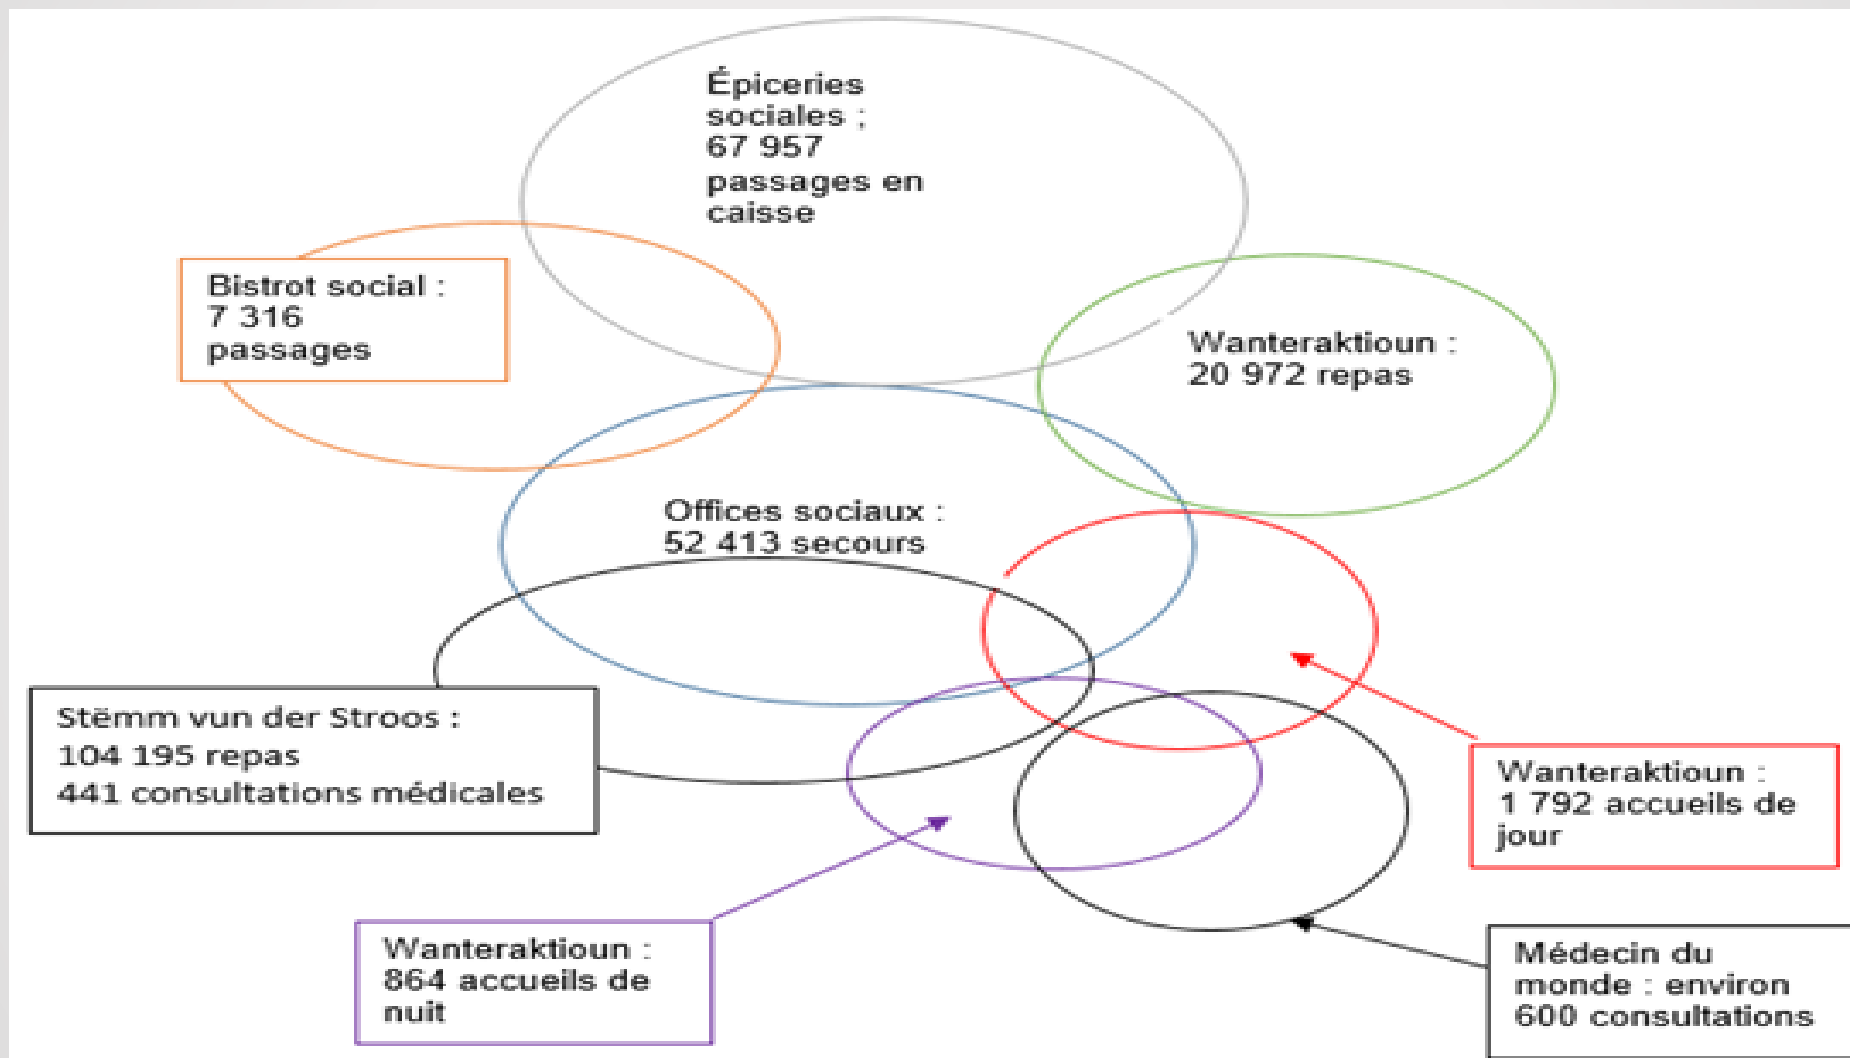 Épiceries
sociales ;
67 957
passages en
caisse
Bistrot social :
7 316
passages
Wanteraktioun :
20 972 repas
Offices sociaux :
52 413 secours
Stëmm vun der Stroos :
104 195 repas
441 consultations médicales
Wanteraktioun :
1 792 accueils de
jour
Wanteraktioun :
864 accueils de
nuit
Médecin du
monde : environ
600 consultations